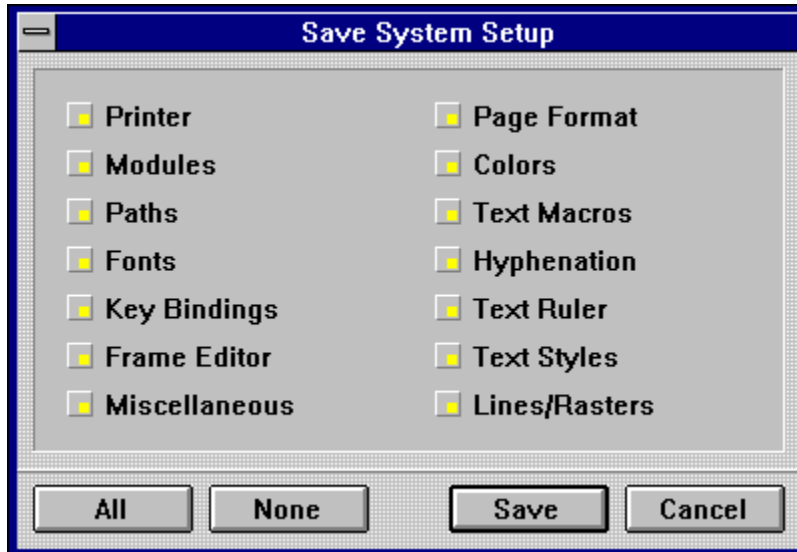 Save System Setup
Printer
Modules
Paths
Fonts
Key Bindings
Frame Editor
Miscellaneous
Page Format
Colors
Text Macros
Hyphenation
Text Ruler
Text Styles
Lines/Rasters
All
None
Save
Cancel